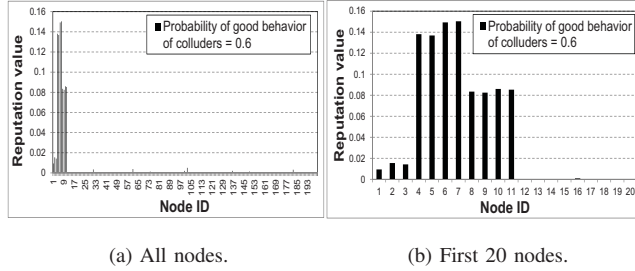 0.16
0.14
0.12
0.1
0.08
0.06
0.04
0.02
0
Reputation value
Probability of good behavior
of colluders = 0.6
1 9 17 25 33 41 49 57 65 73 81 89 97 105 113 121 129 137 145 153 161 169 177 185 193
Node ID
(a) All nodes.
0.16
0.14
0.12
0.1
0.08
0.06
0.04
0.02
0
Reputation value
Probability of good behavior
of colluders = 0.6
1 2 3 4 5 6 7 8 9 10 11 12 13 14 15 16 17 18 19 20
Node ID
(b) First 20 nodes.